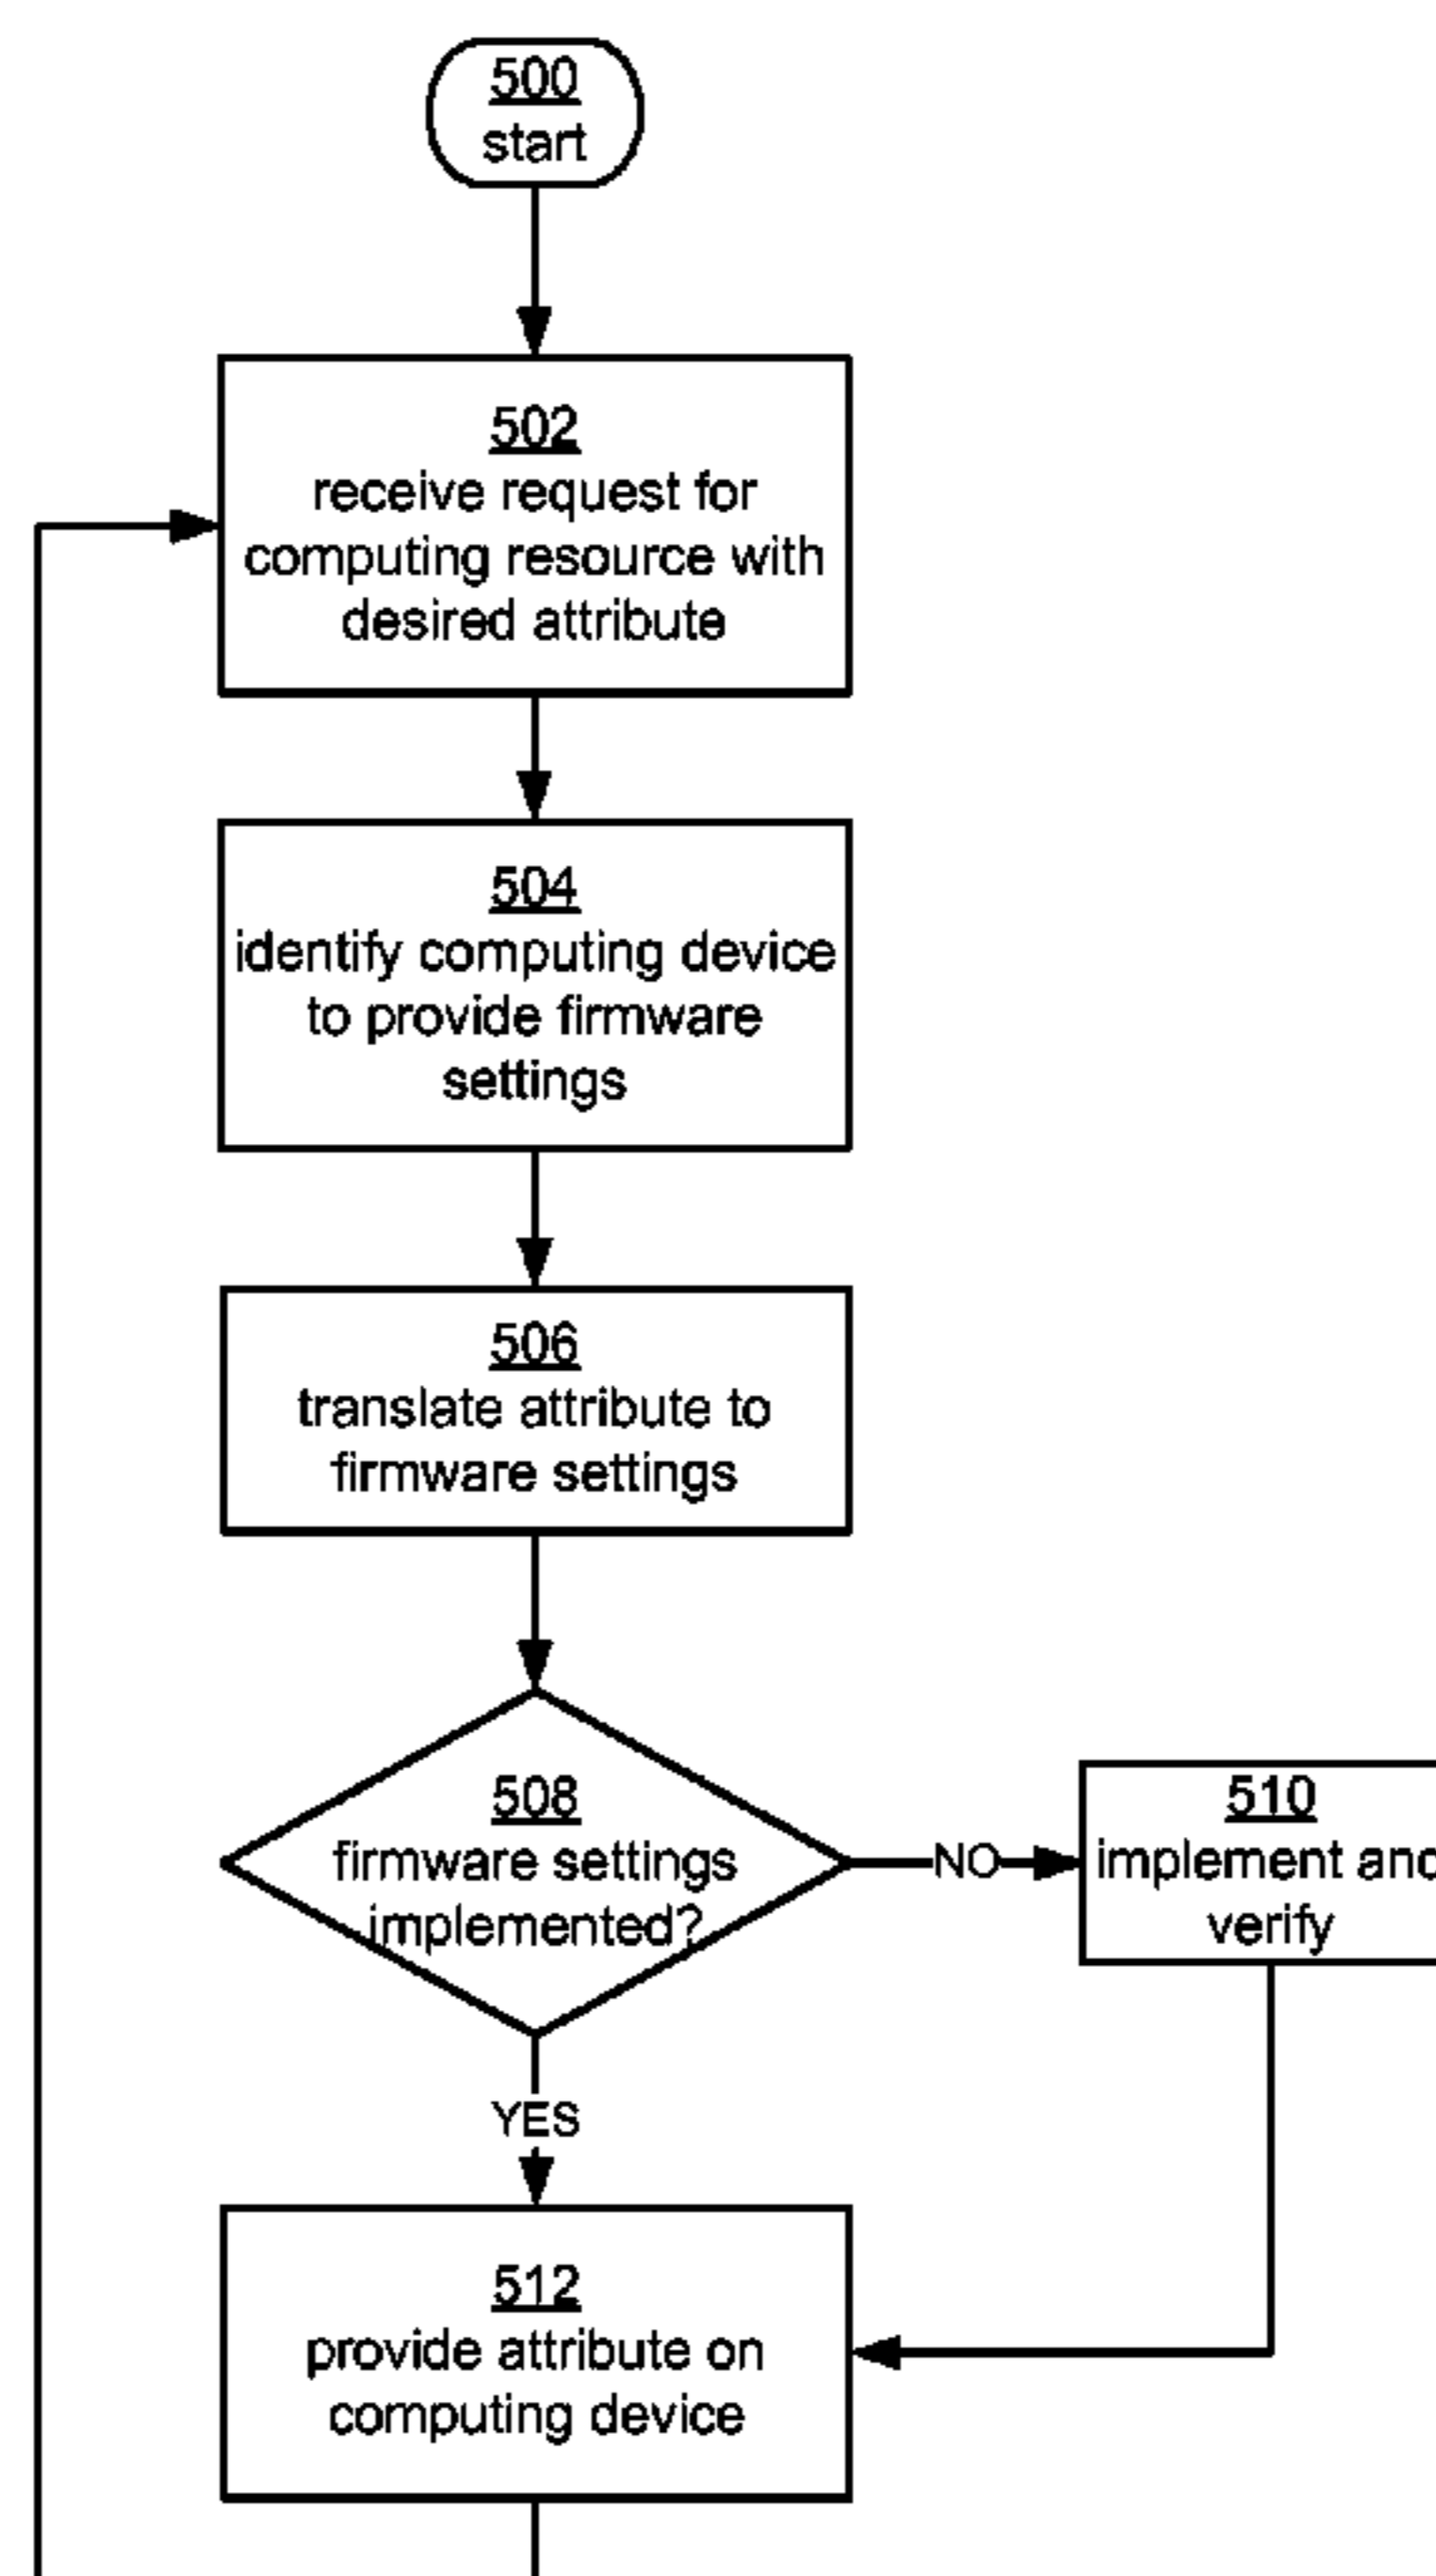 500
start
502
receive request for
computing resource with
desired attribute
504
identify computing device
to provide firmware
settings
506
translate attribute to
firmware settings
508
firmware settings
implemented?
NO
510
implement and
verify
YES
512
provide attribute on
computing device